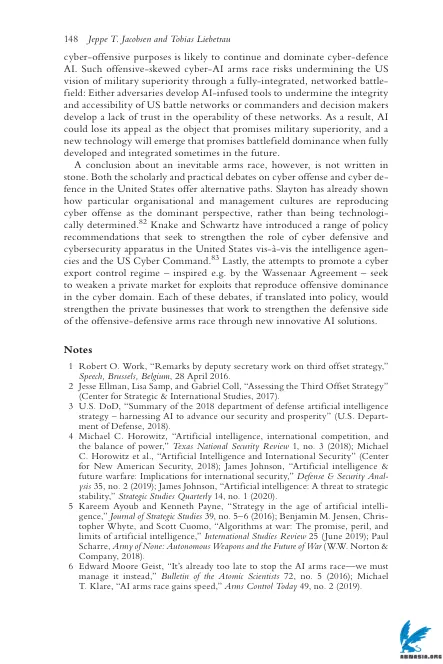 148 Jeppe T. Jacobsen and Tobias Liebetrau
cyber-offensive purposes is likely to continue and dominate cyber-defence
AI. Such offensive-skewed cyber-AI arms race risks undermining the US
vision of military superiority through a fully-integrated, networked battle-
field: Either adversaries develop AI-infused tools to undermine the integrity
and accessibility of US battle networks or commanders and decision makers
develop a lack of trust in the operability of these networks. As a result, AI
could lose its appeal as the object that promises military superiority, and a
new technology will emerge that promises battlefield dominance when fully
developed and integrated sometimes in the future.
A conclusion about an inevitable arms race, however, is not written in
stone. Both the scholarly and practical debates on cyber offense and cyber de-
fence in the United States offer alternative paths. Slayton has already shown
how particular organisational and management cultures are reproducing
cyber offense as the dominant perspective, rather than being technologi-
cally determined.82 Knake and Schwartz have introduced a range of policy
recommendations that seek to strengthen the role of cyber defensive and
cybersecurity apparatus in the United States vis-à-vis the intelligence agen-
cies and the US Cyber Command.83 Lastly, the attempts to promote a cyber
export control regime – inspired e.g. by the Wassenaar Agreement – seek
to weaken a private market for exploits that reproduce offensive dominance
in the cyber domain. Each of these debates, if translated into policy, would
strengthen the private businesses that work to strengthen the defensive side
of the offensive-defensive arms race through new innovative AI solutions.
Notes
1 Robert O. Work, “Remarks by deputy secretary work on third offset strategy,”
Speech, Brussels, Belgium, 28 April 2016.
2 Jesse Ellman, Lisa Samp, and Gabriel Coll, “Assessing the Third Offset Strategy”
(Center for Strategic & International Studies, 2017).
3 U.S. DoD, “Summary of the 2018 department of defense artificial intelligence
strategy – harnessing AI to advance our security and prosperity” (U.S. Depart-
ment of Defense, 2018).
4 Michael C. Horowitz, “Artificial intelligence, international competition, and
the balance of power,” Texas National Security Review 1, no. 3 (2018); Michael
C. Horowitz et al., “Artificial Intelligence and International Security” (Center
for New American Security, 2018); James Johnson, “Artificial intelligence &
future warfare: Implications for international security,” Defense & Security Anal-
ysis 35, no. 2 (2019); James Johnson, “Artificial intelligence: A threat to strategic
stability,” Strategic Studies Quarterly 14, no. 1 (2020).
5 Kareem Ayoub and Kenneth Payne, “Strategy in the age of artificial intelli-
gence,” Journal of Strategic Studies 39, no. 5–6 (2016); Benjamin M. Jensen, Chris-
topher Whyte, and Scott Cuomo, “Algorithms at war: The promise, peril, and
limits of artificial intelligence,” International Studies Review 25 (June 2019); Paul
Scharre, Army of None: Autonomous Weapons and the Future of War (W.W. Norton &
Company, 2018).
6 Edward Moore Geist, “It’s already too late to stop the AI arms race—we must
manage it instead,” Bulletin of the Atomic Scientists 72, no. 5 (2016); Michael
T. Klare, “AI arms race gains speed,” Arms Control Today 49, no. 2 (2019).